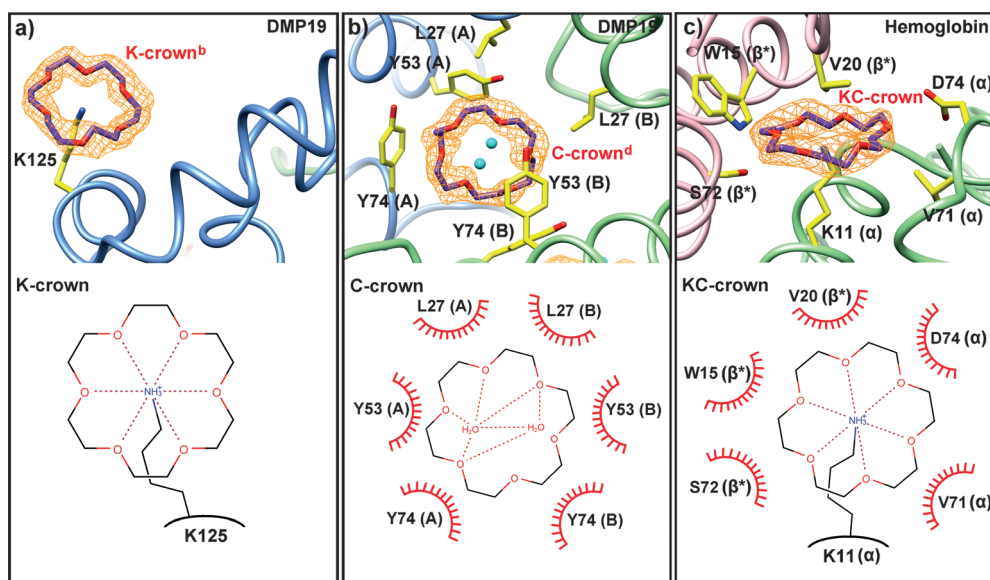 a)
DMP19
K-crownᵇ
K125
K-crown
NH₃⁺
O
O
O
O
O
O
K125
b)
DMP19
L27 (A)
Y53 (A)
L27 (B)
C-crownᵈ
Y53 (B)
Y74 (A)
Y74 (B)
C-crown
L27 (A)
L27 (B)
Y53 (A)
Y53 (B)
O
O
O
O
O
O
H₂O
H₂O
Y74 (A)
Y74 (B)
c)
Hemoglobin
W15 (β*)
V20 (β*)
D74 (α)
KC-crown
S72 (β*)
V71 (α)
K11 (α)
KC-crown
V20 (β*)
D74 (α)
W15 (β*)
O
O
O
O
O
O
NH₃
S72 (β*)
V71 (α)
K11 (α)